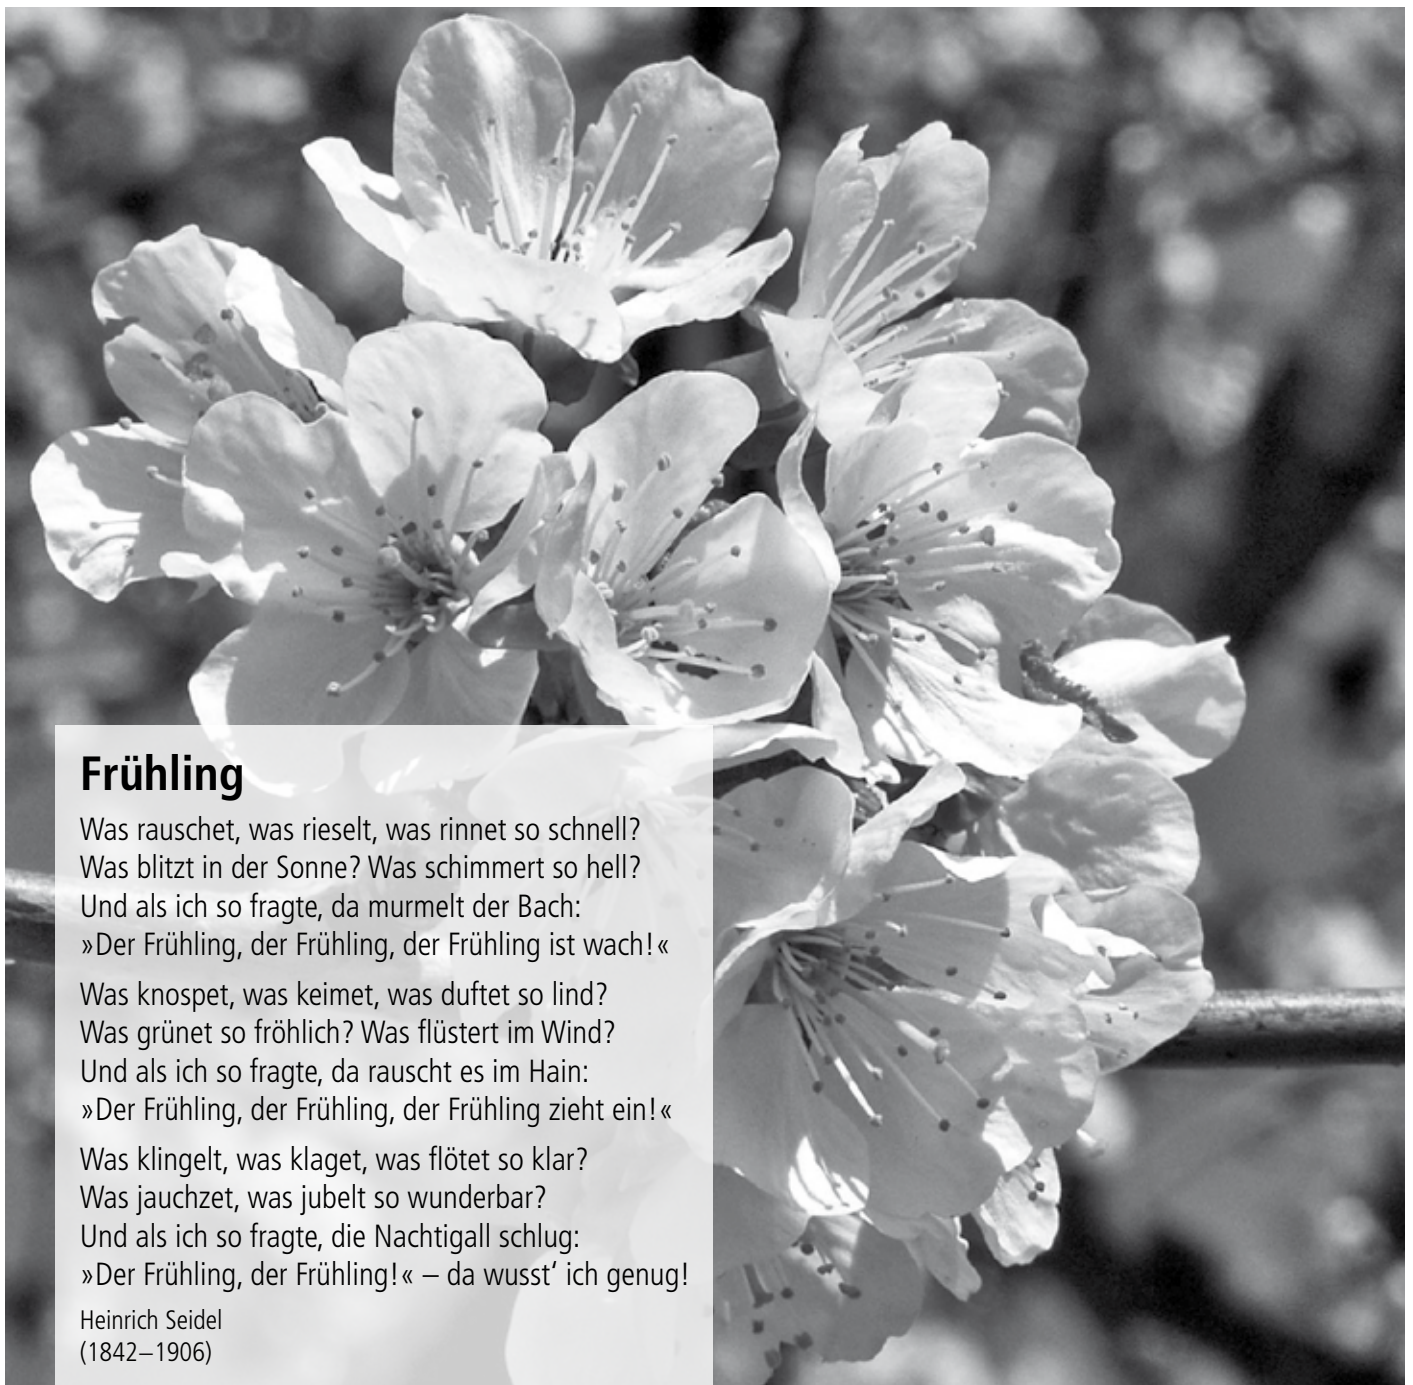 Frühling
Was rauschet, was rieselt, was rinnet so schnell?
Was blitzt in der Sonne? Was schimmert so hell?
Und als ich so fragte, da murmelt der Bach:
»Der Frühling, der Frühling, der Frühling ist wach!«
Was knospet, was keimet, was duftet so lind?
Was grünet so fröhlich? Was flüstert im Wind?
Und als ich so fragte, da rauscht es im Hain:
»Der Frühling, der Frühling, der Frühling zieht ein!«
Was klingelt, was klaget, was flötet so klar?
Was jauchzet, was jubelt so wunderbar?
Und als ich so fragte, die Nachtigall schlug:
»Der Frühling, der Frühling!« – da wusst‘ ich genug!
Heinrich Seidel
(1842–1906)